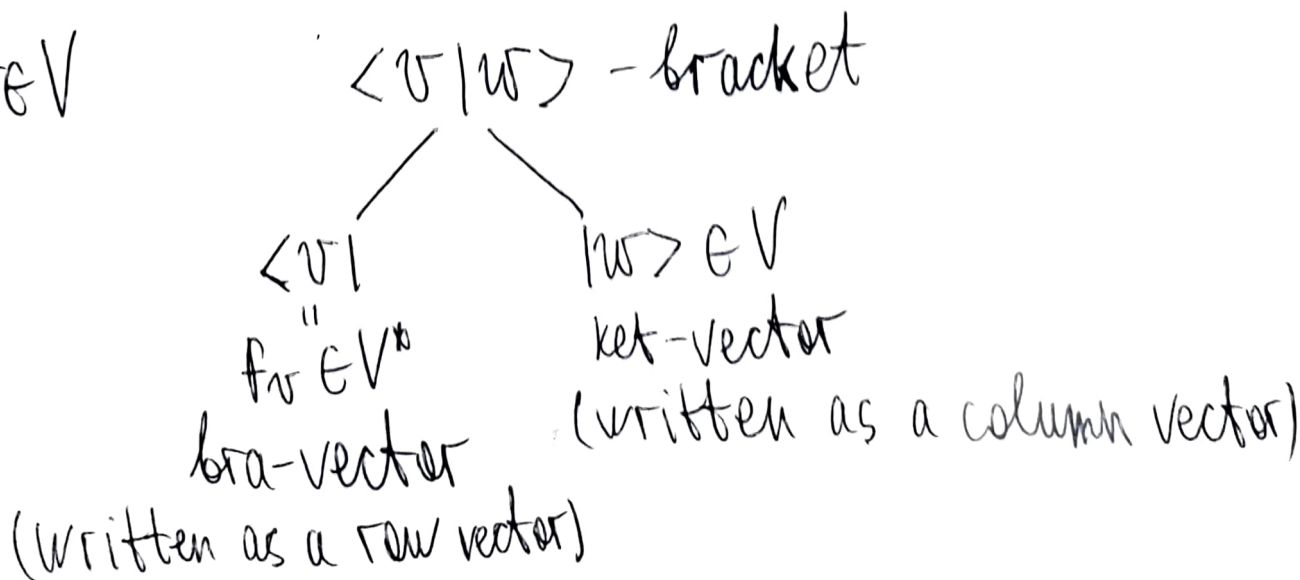 ∈V <v|w> - bracket
<v| |w> ∈ V
"
f_v ∈ V* ket-vector
bra-vector (written as a column vector)
(written as a row vector)